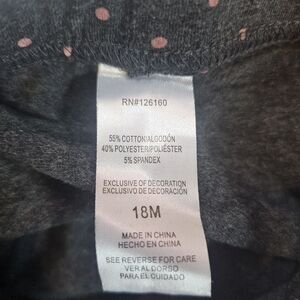 RN#126160
55% COTTON/ALGODÓN
40% POLYESTER/POLIÉSTER
5% SPANDEX
EXCLUSIVE OF DECORATION
EXCLUSIVO DE DECORACIÓN
18M
MADE IN CHINA
HECHO EN CHINA
SEE REVERSE FOR CARE
VER AL DORSO
PARA EL CUIDADO